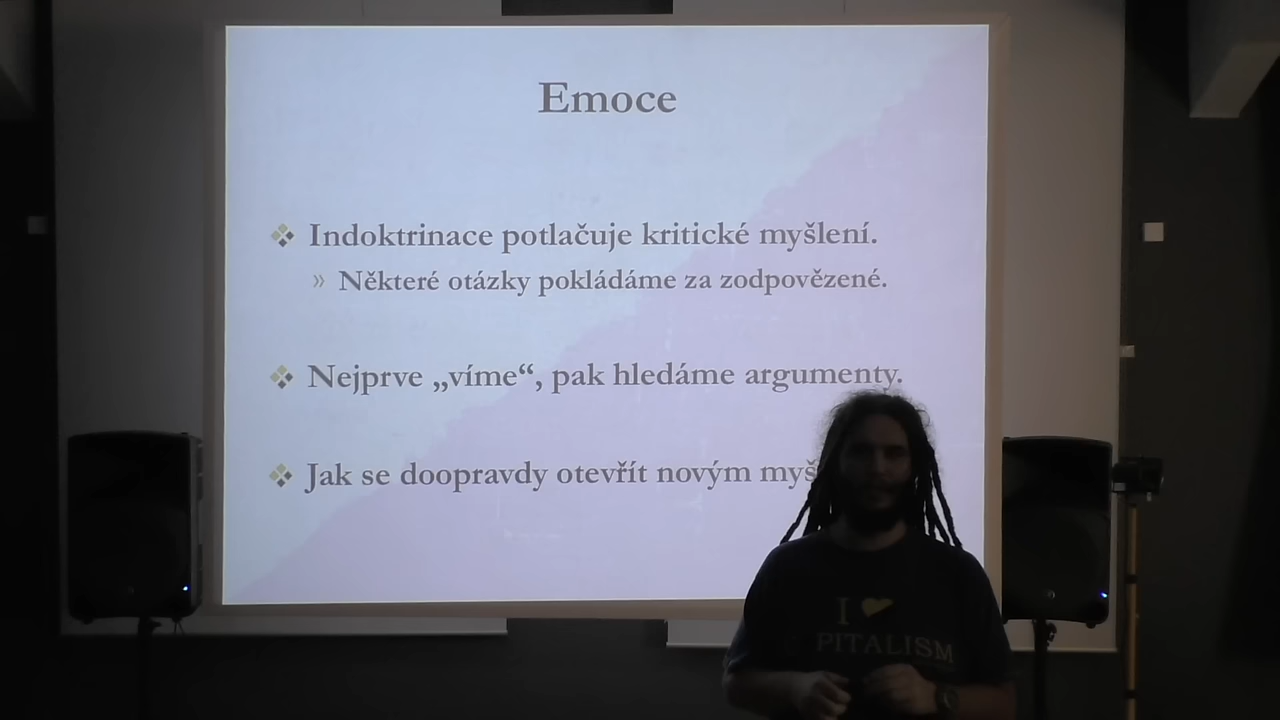 Emoce
Indoktrinace potlačuje kritické myšlení.
Některé otázky pokládáme za zodpovězené.
Nejprve „víme“, pak hledáme argumenty.
Jak se doopravdy otevřít novým
I
PITALISM